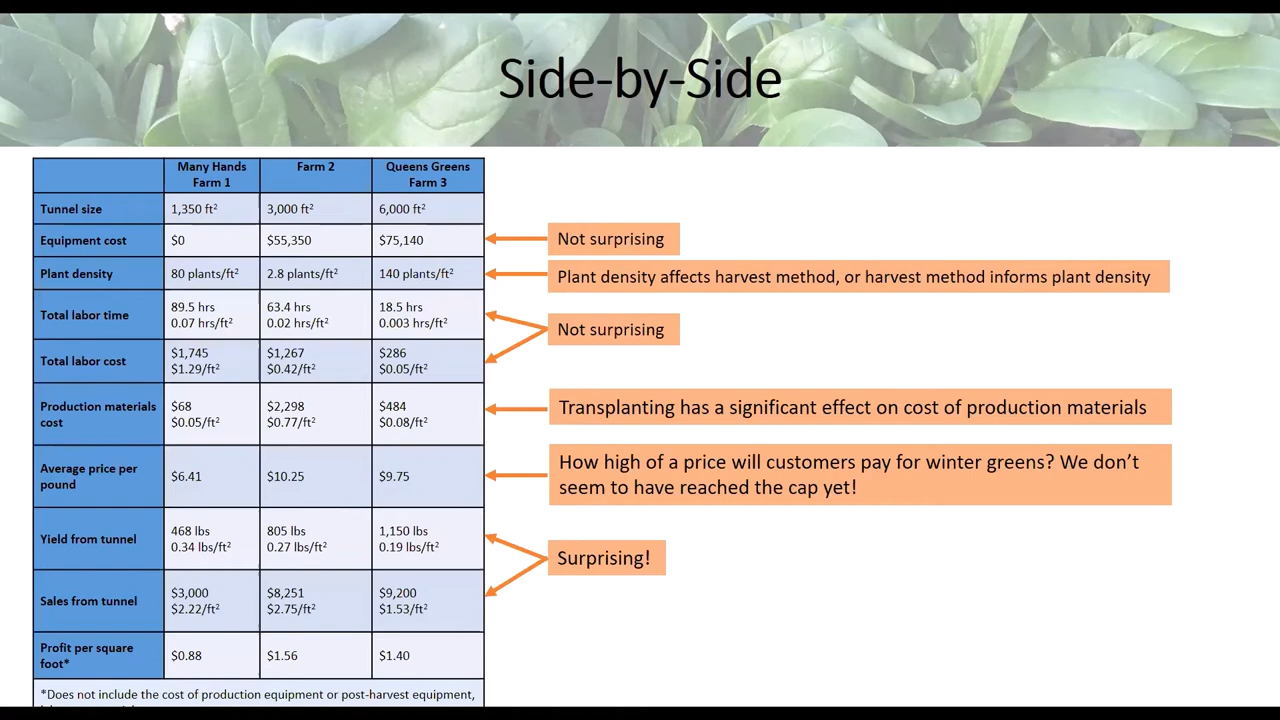 Side-by-Side
Many Hands Farm 1
Farm 2
Queens Greens Farm 3
Tunnel size
1,350 ft²
3,000 ft²
6,000 ft²
Equipment cost
$0
$55,350
$75,140
Not surprising
Plant density
80 plants/ft²
2.8 plants/ft²
140 plants/ft²
Plant density affects harvest method, or harvest method informs plant density
Total labor time
89.5 hrs
0.07 hrs/ft²
63.4 hrs
0.02 hrs/ft²
18.5 hrs
0.003 hrs/ft²
Not surprising
Total labor cost
$1,745
$1.29/ft²
$1,267
$0.42/ft²
$286
$0.05/ft²
Production materials
cost
$68
$0.05/ft²
$2,298
$0.77/ft²
$484
$0.08/ft²
Transplanting has a significant effect on cost of production materials
Average price per
pound
$6.41
$10.25
$9.75
How high of a price will customers pay for winter greens? We don't
seem to have reached the cap yet!
Yield from tunnel
468 lbs
0.34 lbs/ft²
805 lbs
0.27 lbs/ft²
1,150 lbs
0.19 lbs/ft²
Surprising!
Sales from tunnel
$3,000
$2.22/ft²
$8,251
$2.75/ft²
$9,200
$1.53/ft²
Profit per square
foot*
$0.88
$1.56
$1.40
*Does not include the cost of production equipment or post-harvest equipment,